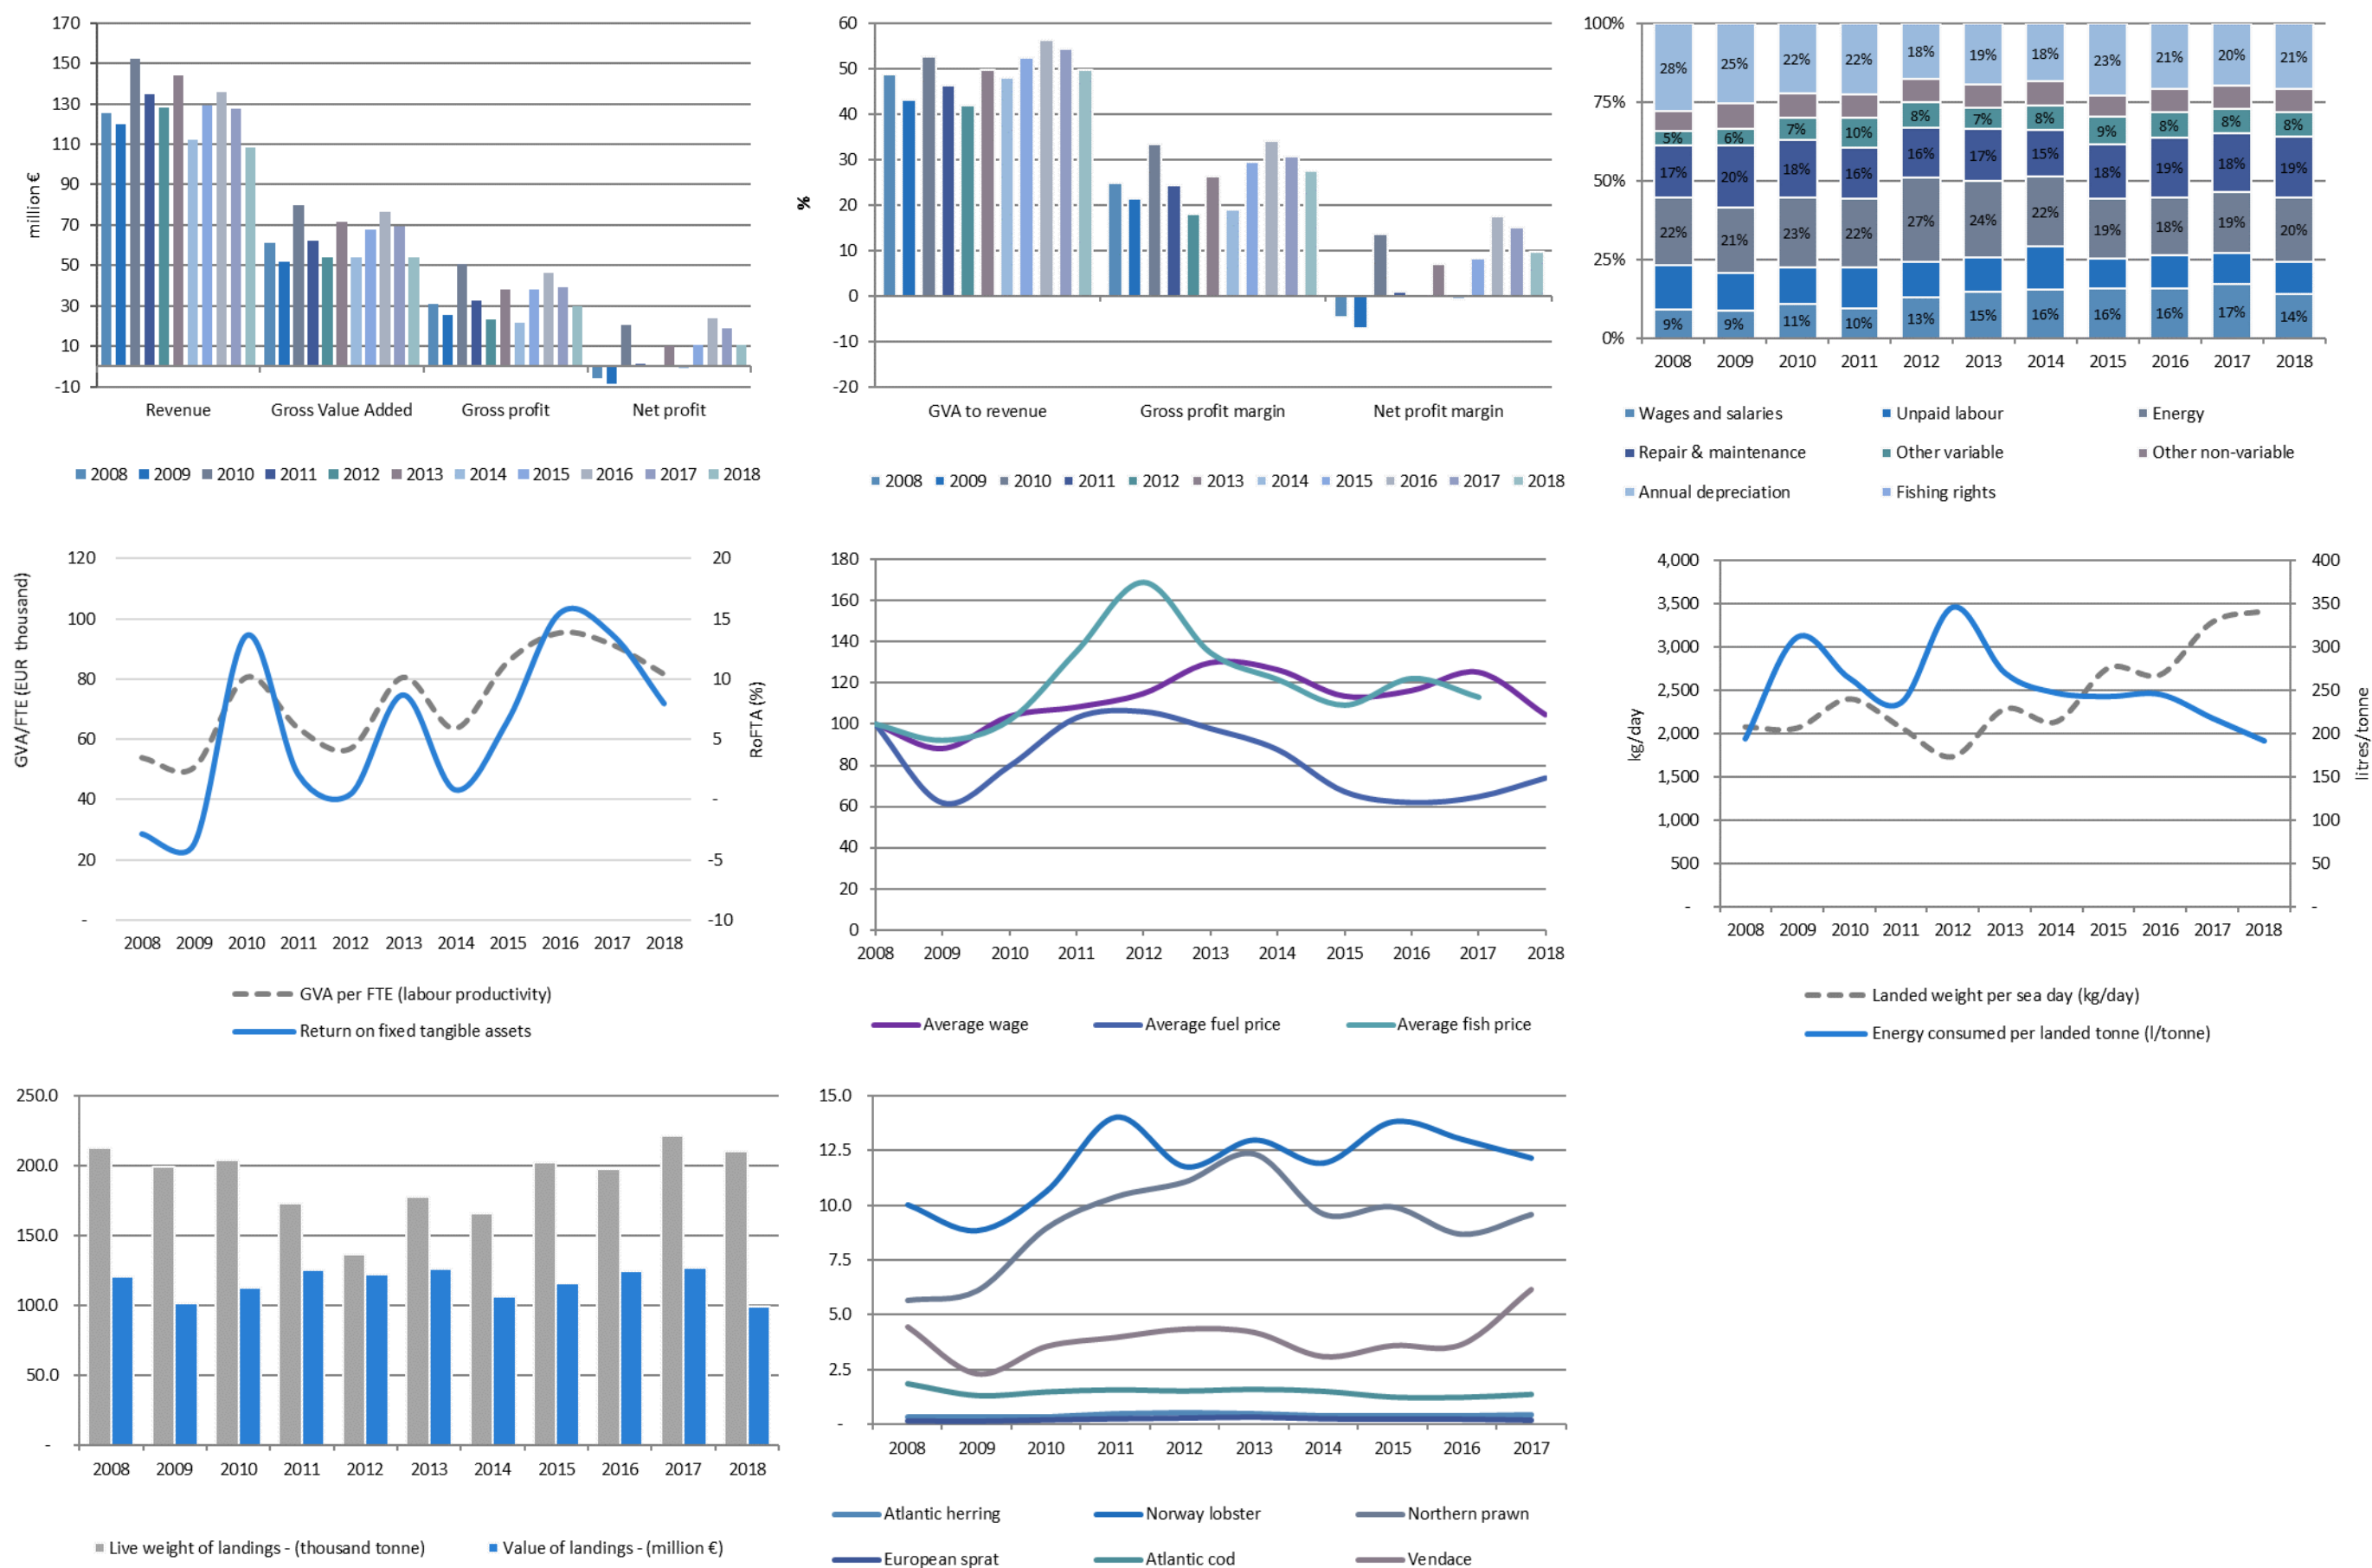 170
150
130
110
90
70
50
30
10
-10
million €
Revenue Gross Value Added Gross profit Net profit
2008 2009 2010 2011 2012 2013 2014 2015 2016 2017 2018
60
50
40
30
20
10
0
-10
-20
%
GVA to revenue Gross profit margin Net profit margin
2008 2009 2010 2011 2012 2013 2014 2015 2016 2017 2018
100%
75%
50%
25%
0%
28% 25% 22% 22% 18% 19% 18% 23% 21% 20% 21%
5% 6% 7% 10% 8% 7% 8% 9% 8% 8% 8%
17% 20% 18% 16% 16% 17% 15% 18% 19% 18% 19%
22% 21% 23% 22% 27% 24% 22% 19% 18% 19% 20%
9% 9% 11% 10% 13% 15% 16% 16% 16% 17% 14%
2008 2009 2010 2011 2012 2013 2014 2015 2016 2017 2018
Wages and salaries Unpaid labour Energy
Repair & maintenance Other variable Other non-variable
Annual depreciation Fishing rights
GVA/FTE (EUR thousand)
120
100
80
60
40
20
-
20
15
10
5
-
-5
-10
RoFTA (%)
2008 2009 2010 2011 2012 2013 2014 2015 2016 2017 2018
GVA per FTE (labour productivity)
Return on fixed tangible assets
180
160
140
120
100
80
60
40
20
0
2008 2009 2010 2011 2012 2013 2014 2015 2016 2017 2018
Average wage Average fuel price Average fish price
4,000
3,500
3,000
2,500
2,000
1,500
1,000
500
-
kg/day
400
350
300
250
200
150
100
50
-
litres/tonne
2008 2009 2010 2011 2012 2013 2014 2015 2016 2017 2018
Landed weight per sea day (kg/day)
Energy consumed per landed tonne (l/tonne)
250.0
200.0
150.0
100.0
50.0
-
2008 2009 2010 2011 2012 2013 2014 2015 2016 2017 2018
Live weight of landings - (thousand tonne) Value of landings - (million €)
15.0
12.5
10.0
7.5
5.0
2.5
-
2008 2009 2010 2011 2012 2013 2014 2015 2016 2017
Atlantic herring Norway lobster Northern prawn
European sprat Atlantic cod Vendace